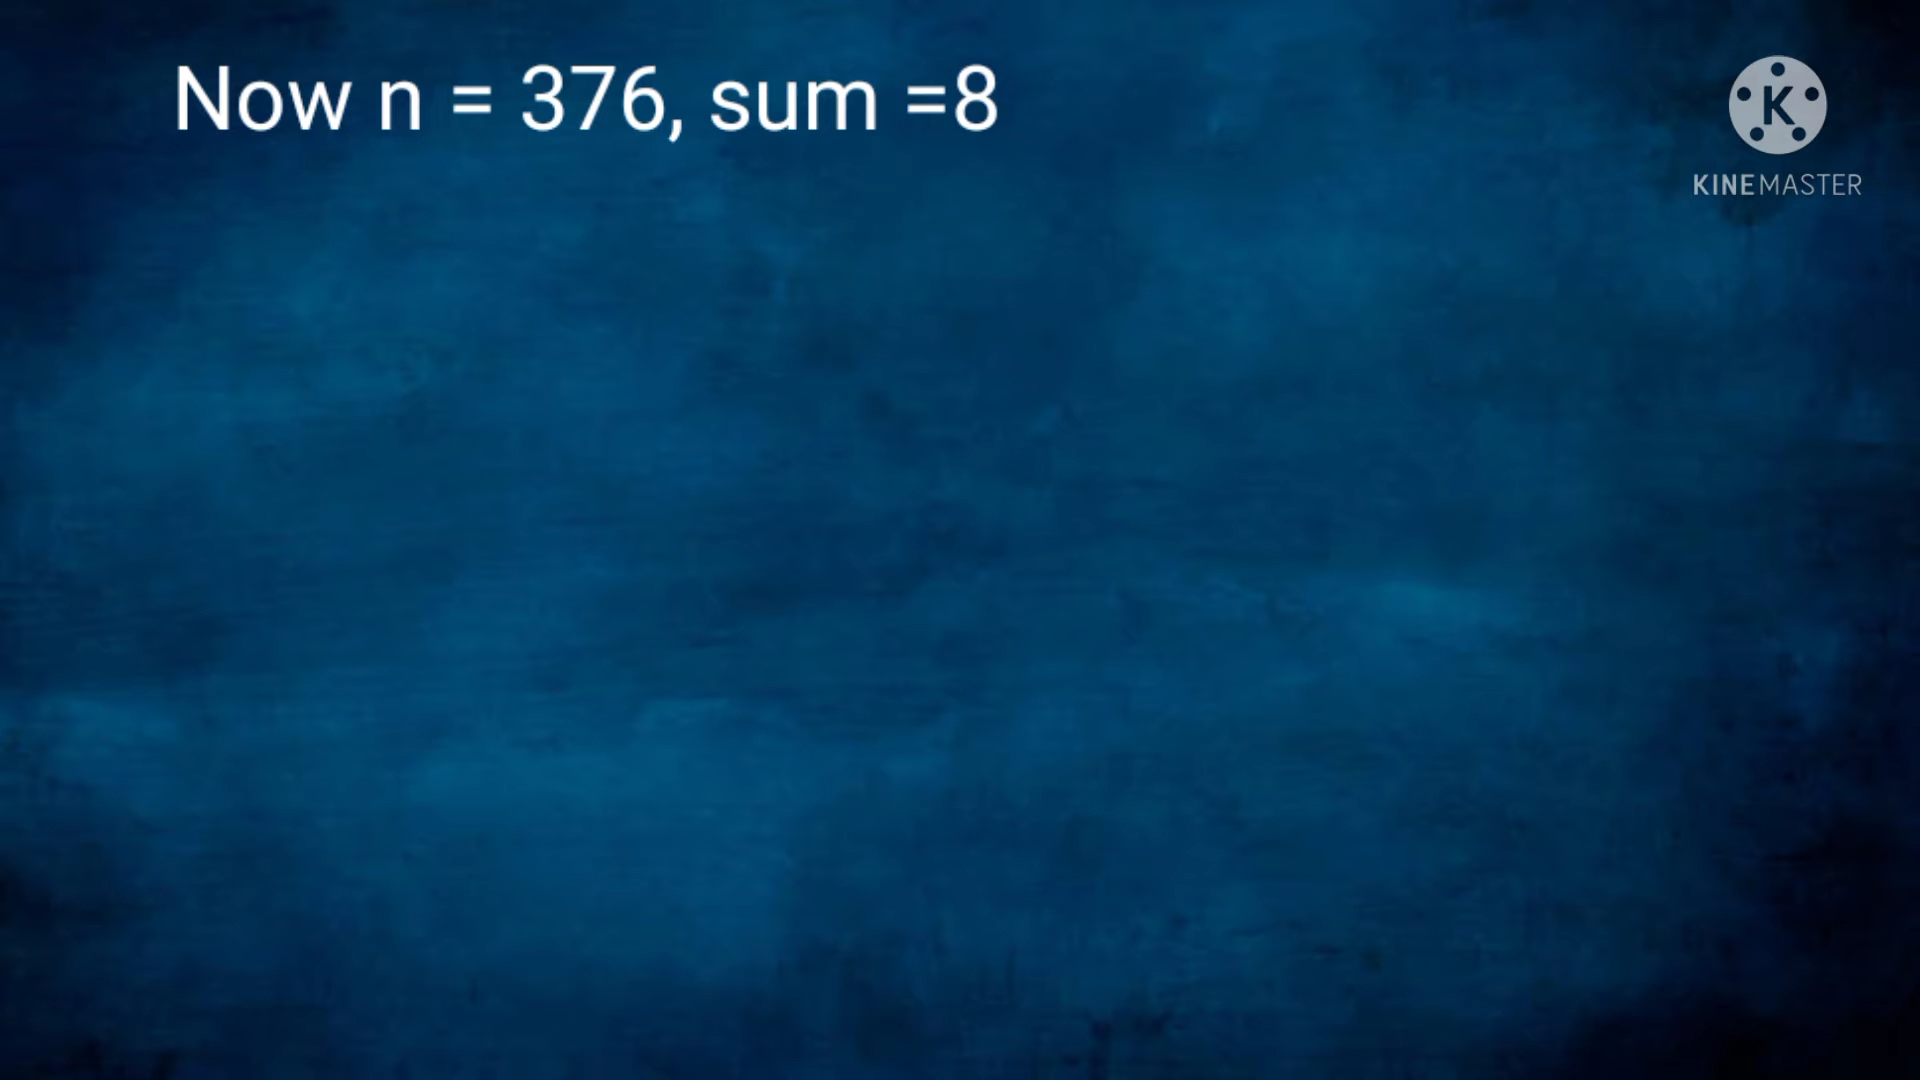 Now n = 376, sum =8
K
KINEMASTER